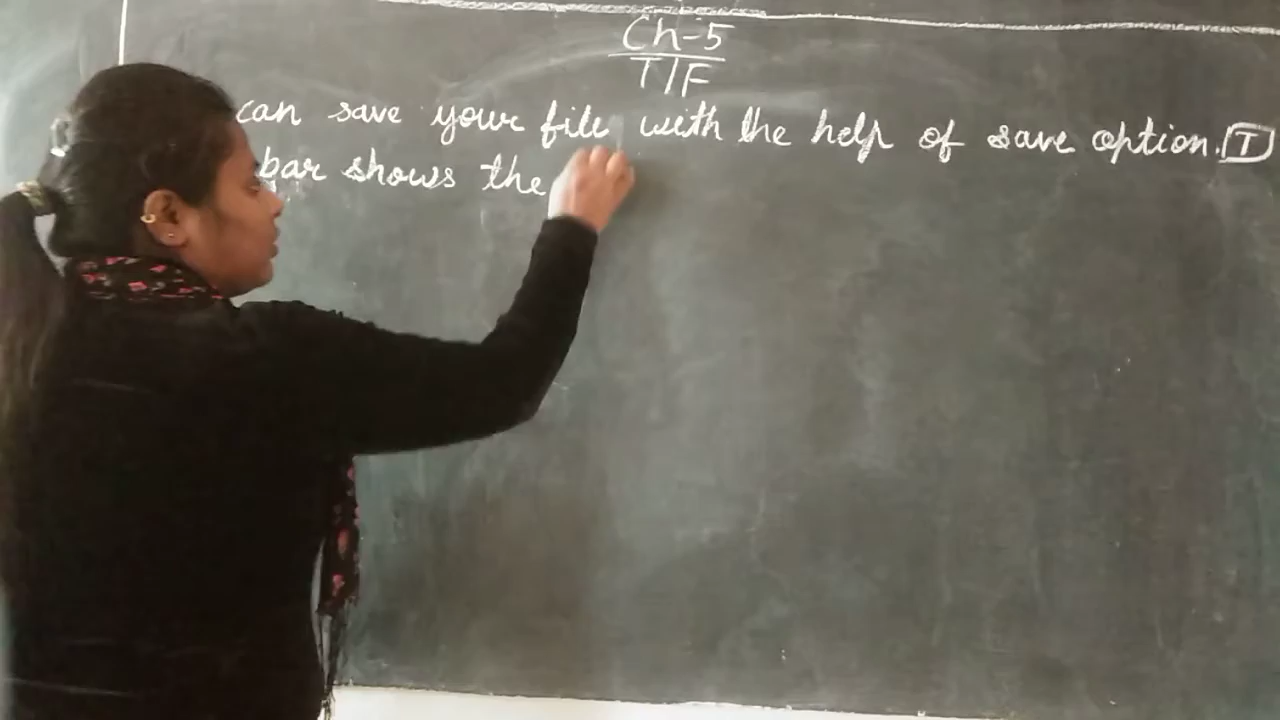 Ch-5
T/F
can save your file with the help of save option. T
bar shows the